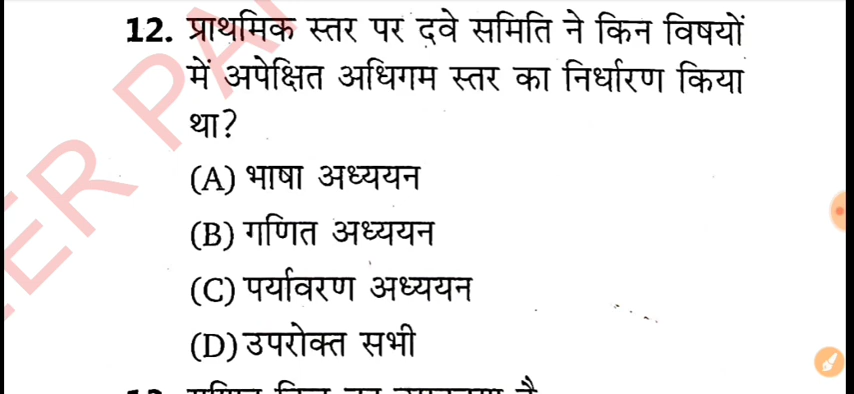 12. प्राथमिक स्तर पर दवे समिति ने किन विषयों
में अपेक्षित अधिगम स्तर का निर्धारण किया
था?
(A) भाषा अध्ययन
(B) गणित अध्ययन
(C) पर्यावरण अध्ययन
(D) उपरोक्त सभी